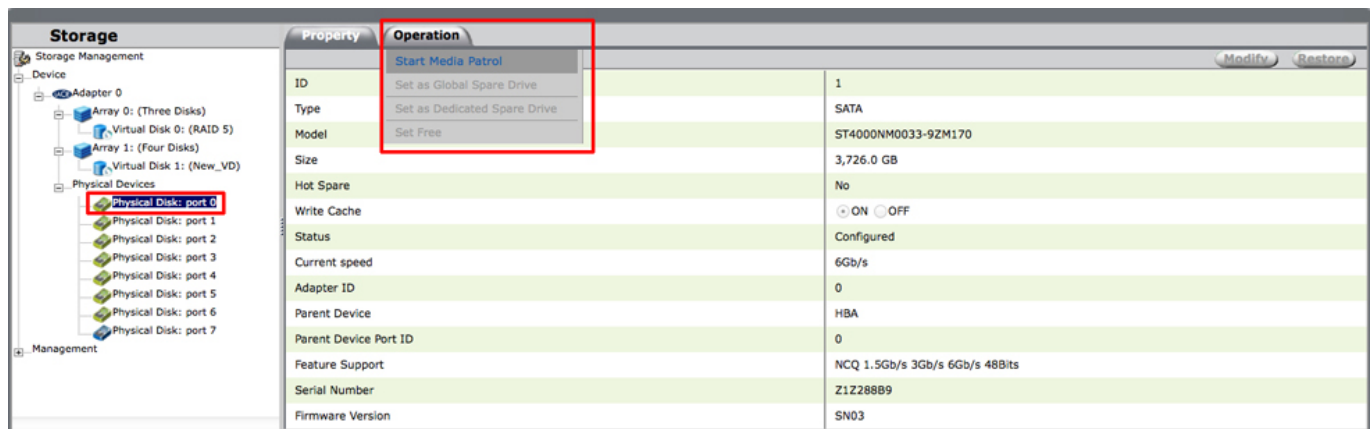 Storage
Storage Management
Device
Adapter 0
Array 0: (Three Disks)
Virtual Disk 0: (RAID 5)
Array 1: (Four Disks)
Virtual Disk 1: (New_VD)
Physical Devices
Physical Disk: port 0
Physical Disk: port 1
Physical Disk: port 2
Physical Disk: port 3
Physical Disk: port 4
Physical Disk: port 5
Physical Disk: port 6
Physical Disk: port 7
Management
Property Operation
Start Media Patrol
Set as Global Spare Drive
Set as Dedicated Spare Drive
Set Free
Modify Restore
ID 1
Type SATA
Model ST4000NM0033-9ZM170
Size 3,726.0 GB
Hot Spare No
Write Cache ON OFF
Status Configured
Current speed 6Gb/s
Adapter ID 0
Parent Device HBA
Parent Device Port ID 0
Feature Support NCQ 1.5Gb/s 3Gb/s 6Gb/s 48Bits
Serial Number Z1Z288B9
Firmware Version SN03